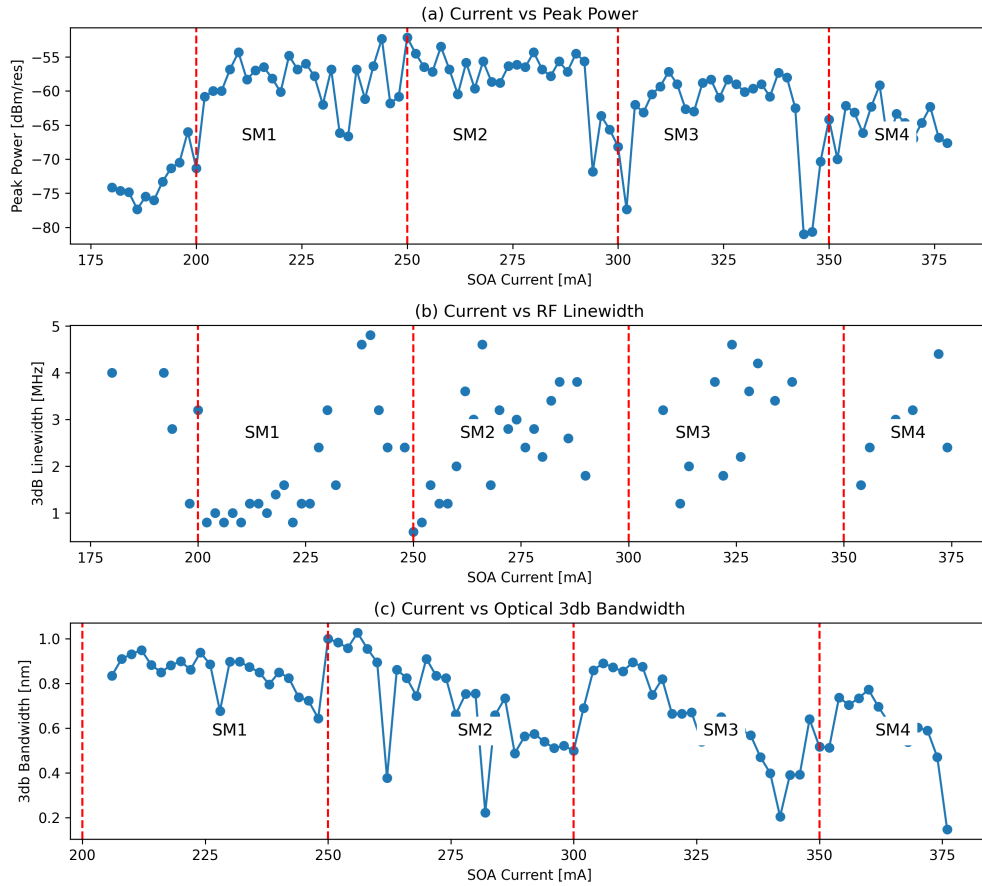 (a) Current vs Peak Power
Peak Power [dBm/res]
−55
−60
−65
−70
−75
−80
SM1
SM2
SM3
SM4
175
200
225
250
275
300
325
350
375
SOA Current [mA]
(b) Current vs RF Linewidth
3dB Linewidth [MHz]
5
4
3
2
1
SM1
SM2
SM3
SM4
175
200
225
250
275
300
325
350
375
SOA Current [mA]
(c) Current vs Optical 3db Bandwidth
3db Bandwidth [nm]
1.0
0.8
0.6
0.4
0.2
SM1
SM2
SM3
SM4
200
225
250
275
300
325
350
375
SOA Current [mA]